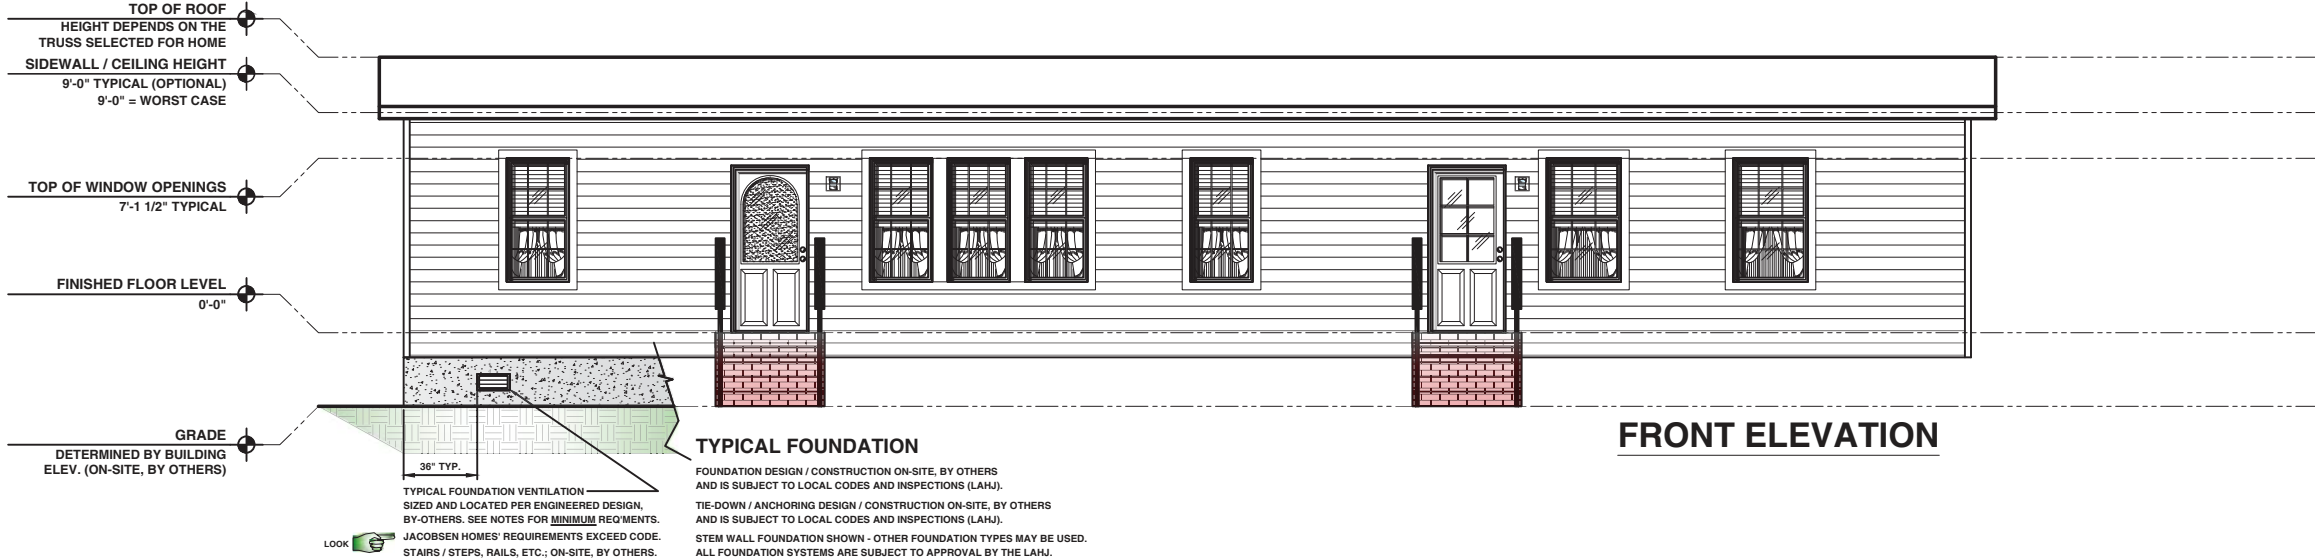 TOP OF ROOF
HEIGHT DEPENDS ON THE
TRUSS SELECTED FOR HOME
SIDEWALL / CEILING HEIGHT
9'-0" TYPICAL (OPTIONAL)
9'-0" = WORST CASE
TOP OF WINDOW OPENINGS
7'-1 1/2" TYPICAL
FINISHED FLOOR LEVEL
0'-0"
GRADE
DETERMINED BY BUILDING
ELEV. (ON-SITE, BY OTHERS)
36" TYP.
TYPICAL FOUNDATION VENTILATION
SIZED AND LOCATED PER ENGINEERED DESIGN,
BY-OTHERS. SEE NOTES FOR MINIMUM REQ'MENTS.
LOOK
JACOBSEN HOMES' REQUIREMENTS EXCEED CODE.
STAIRS / STEPS, RAILS, ETC.; ON-SITE, BY OTHERS.
TYPICAL FOUNDATION
FOUNDATION DESIGN / CONSTRUCTION ON-SITE, BY OTHERS
AND IS SUBJECT TO LOCAL CODES AND INSPECTIONS (LAHJ).
TIE-DOWN / ANCHORING DESIGN / CONSTRUCTION ON-SITE, BY OTHERS
AND IS SUBJECT TO LOCAL CODES AND INSPECTIONS (LAHJ).
STEM WALL FOUNDATION SHOWN - OTHER FOUNDATION TYPES MAY BE USED.
ALL FOUNDATION SYSTEMS ARE SUBJECT TO APPROVAL BY THE LAHJ.
FRONT ELEVATION